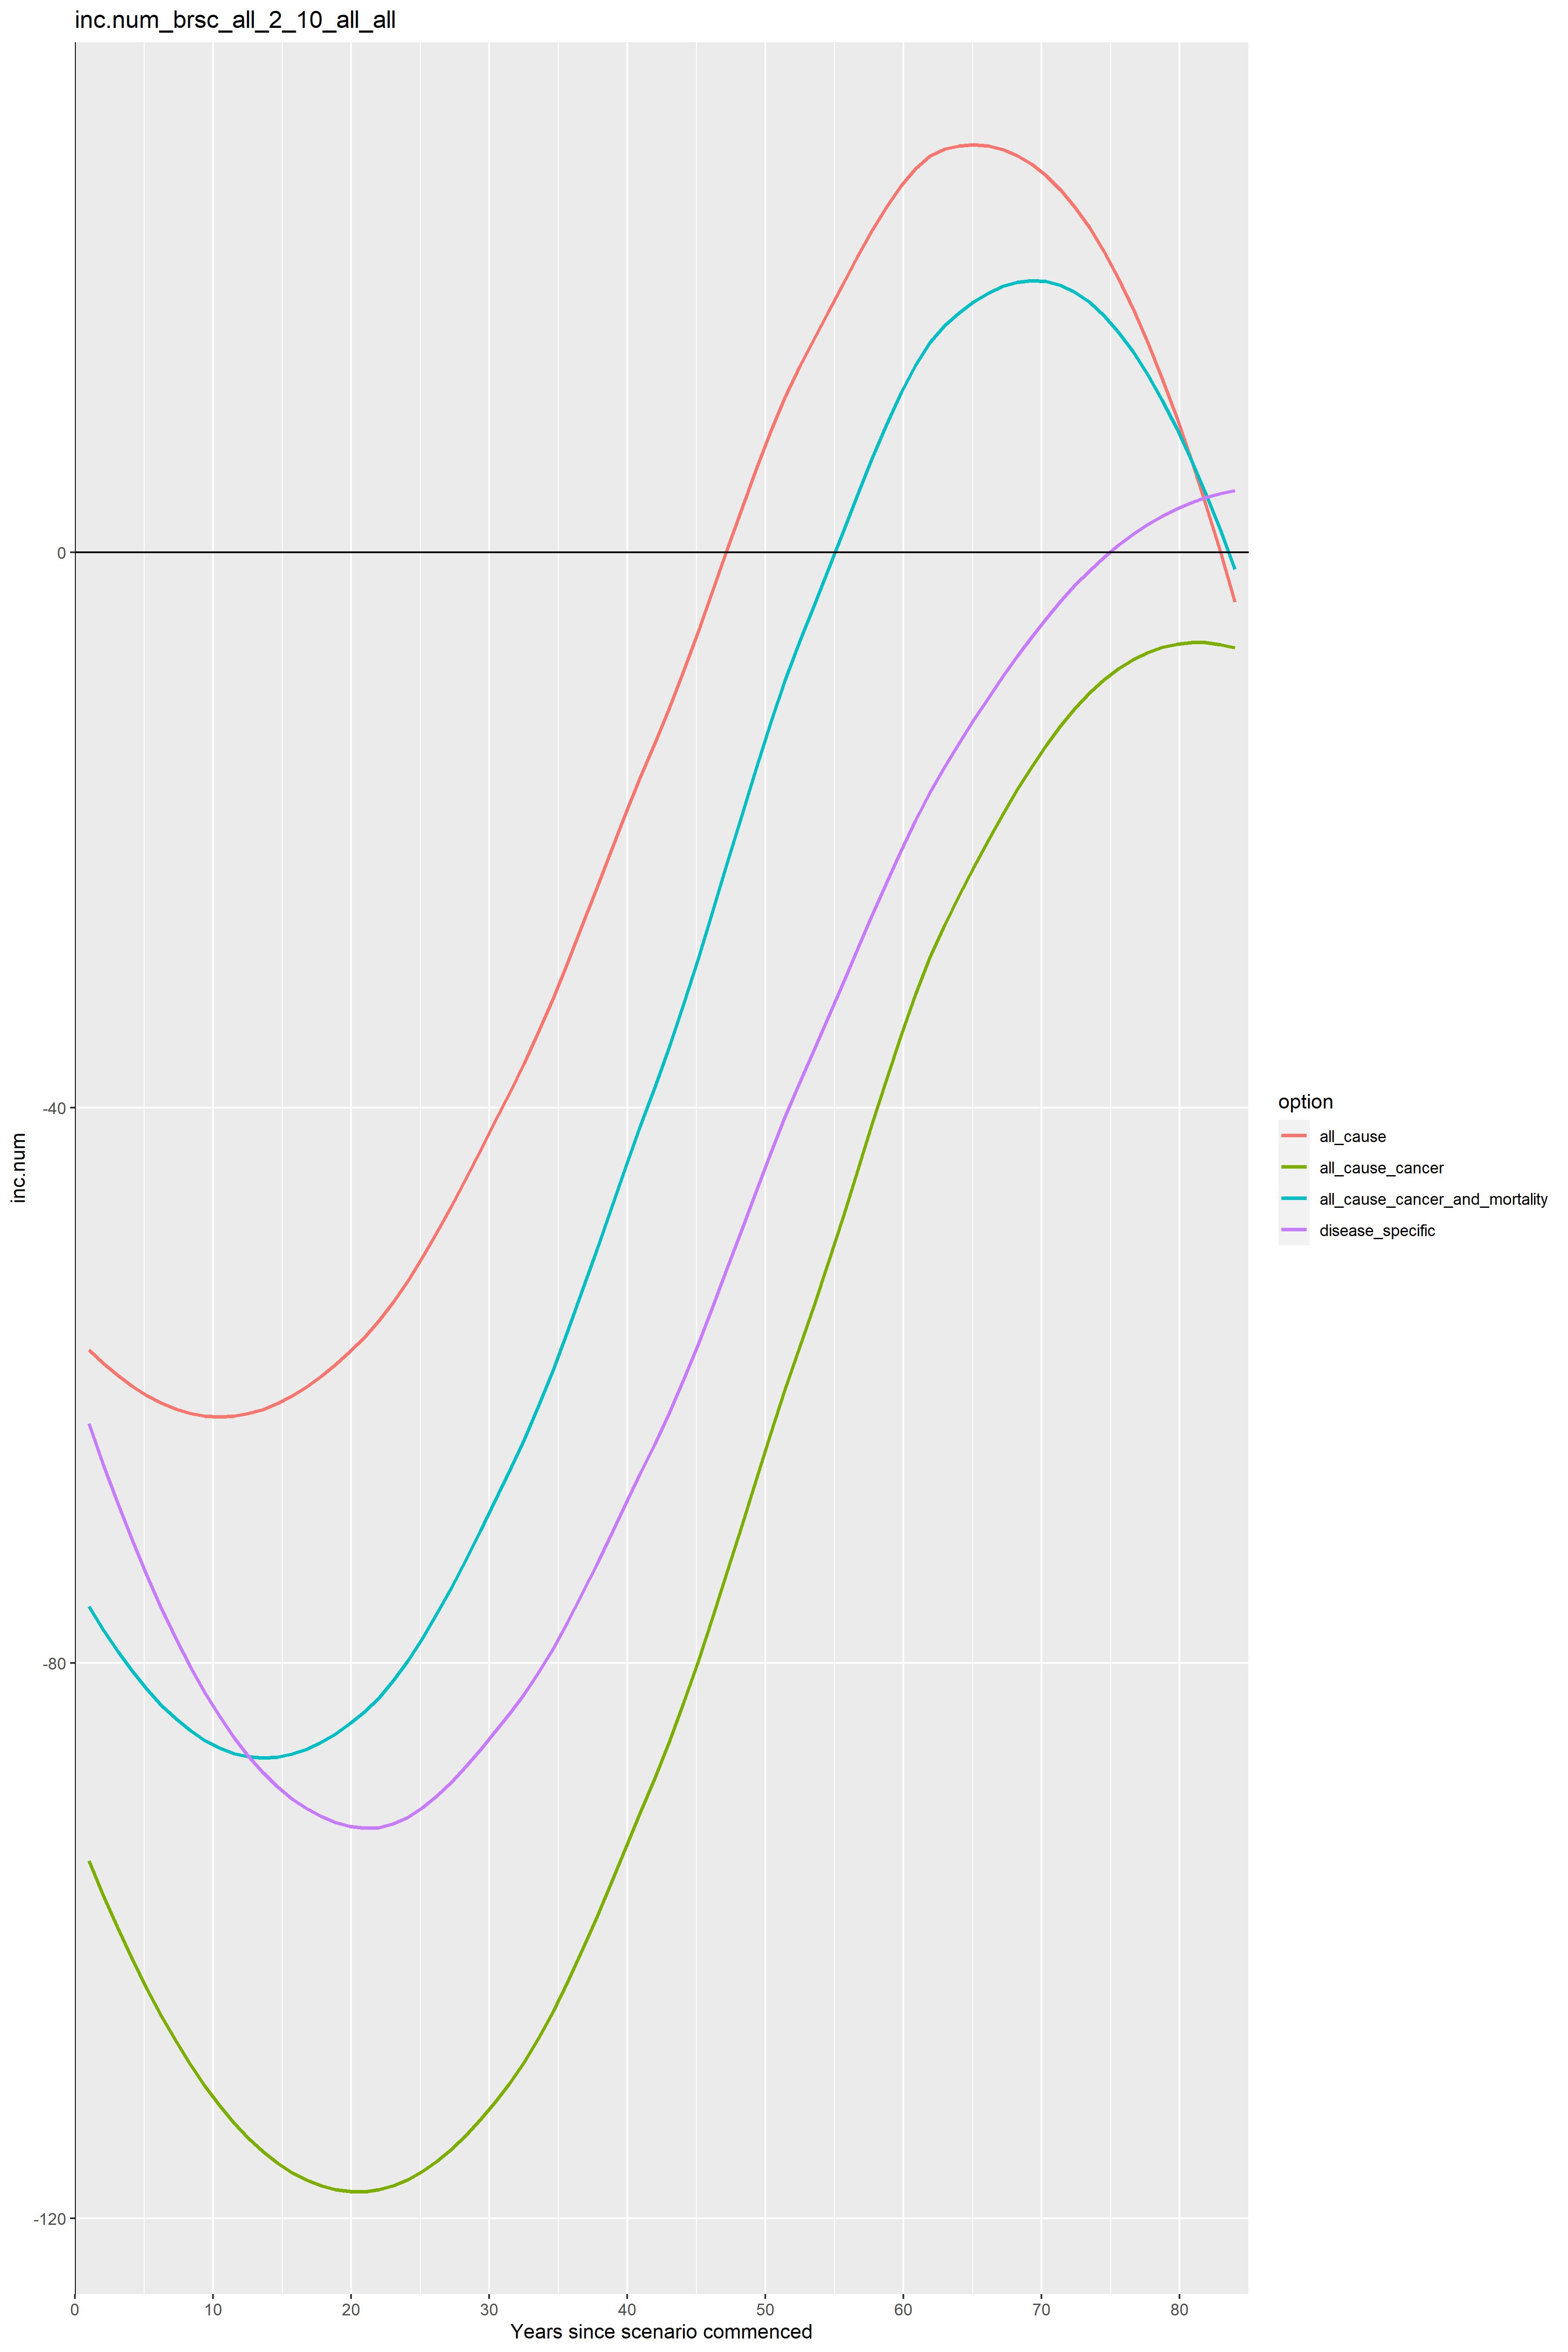 inc.num_brsc_all_2_10_all_all
0
-40
-80
-120
inc.num
0 10 20 30 40 50 60 70 80
Years since scenario commenced
option
all_cause
all_cause_cancer
all_cause_cancer_and_mortality
disease_specific